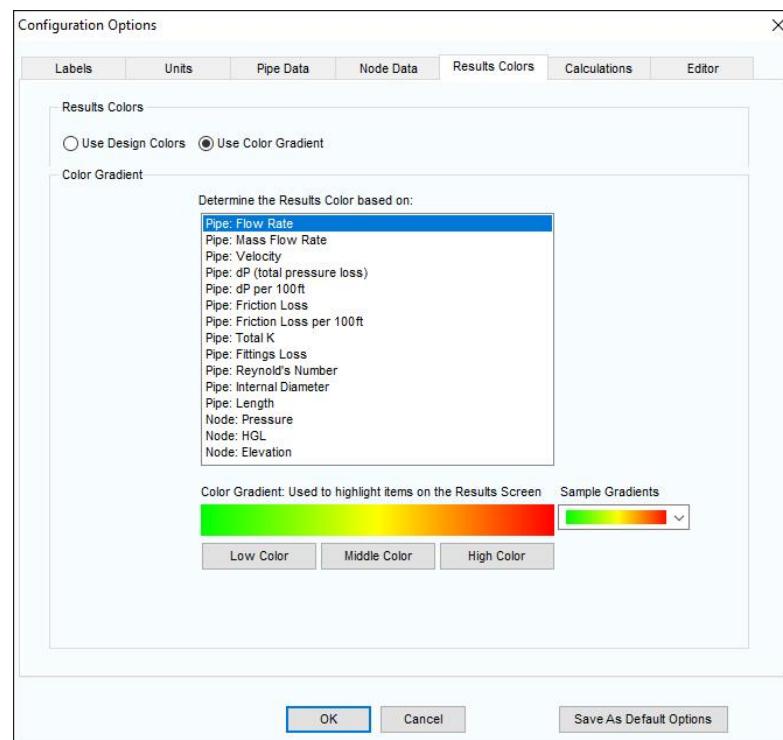 Configuration Options
Labels Units Pipe Data Node Data Results Colors Calculations Editor
Results Colors
Use Design Colors Use Color Gradient
Color Gradient
Determine the Results Color based on:
Pipe: Flow Rate
Pipe: Mass Flow Rate
Pipe: Velocity
Pipe: dP (total pressure loss)
Pipe: dP per 100ft
Pipe: Friction Loss
Pipe: Friction Loss per 100ft
Pipe: Total K
Pipe: Fittings Loss
Pipe: Reynold's Number
Pipe: Internal Diameter
Pipe: Length
Node: Pressure
Node: HGL
Node: Elevation
Color Gradient: Used to highlight items on the Results Screen Sample Gradients
Low Color Middle Color High Color
OK Cancel Save As Default Options